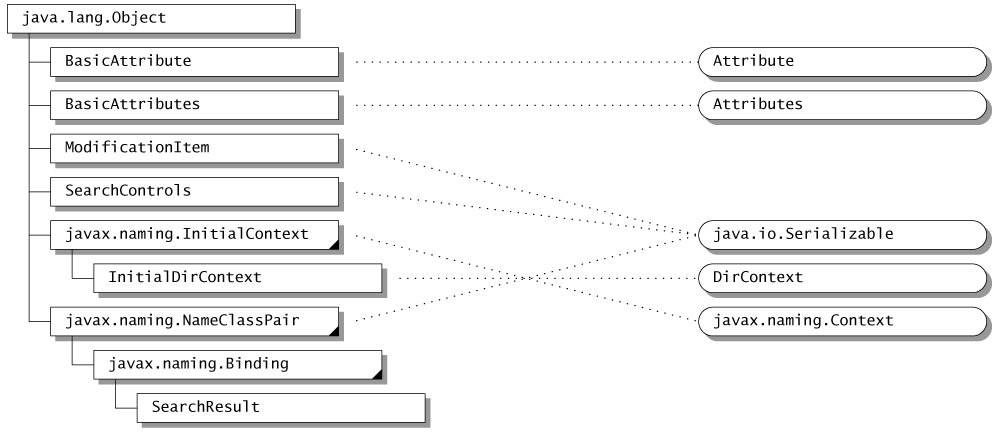 java.lang.Object
BasicAttribute
Attribute
BasicAttributes
Attributes
ModificationItem
SearchControls
javax.naming.InitialContext
java.io.Serializable
InitialDirContext
DirContext
javax.naming.NameClassPair
javax.naming.Context
javax.naming.Binding
SearchResult